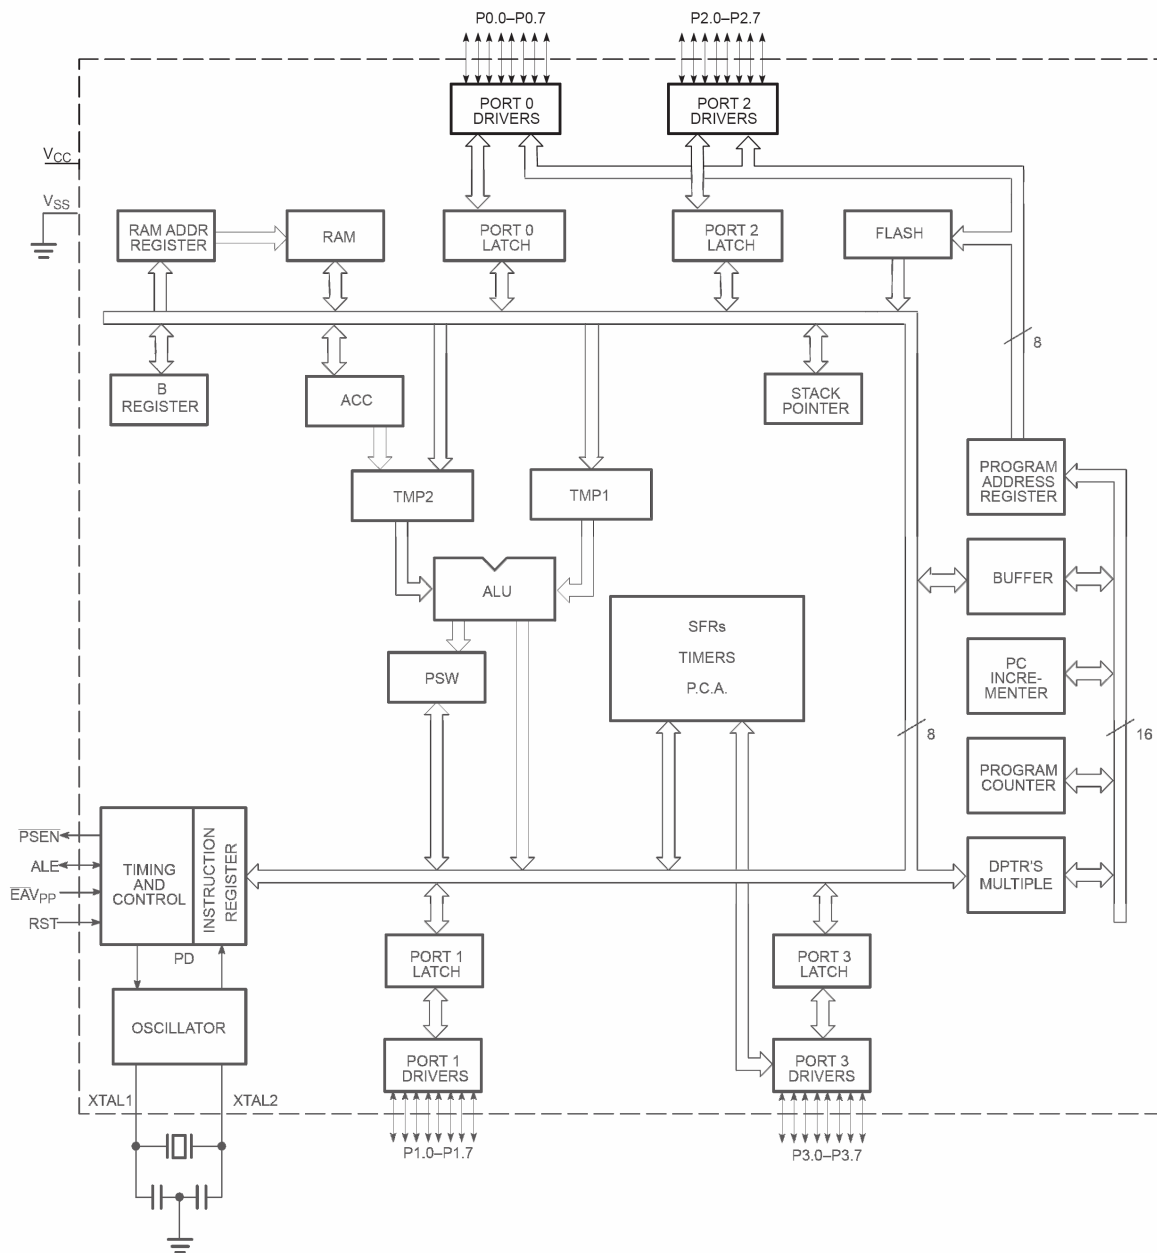 P0.0–P0.7
P2.0–P2.7
PORT 0
DRIVERS
PORT 2
DRIVERS
VCC
VSS
RAM ADDR
REGISTER
RAM
PORT 0
LATCH
PORT 2
LATCH
FLASH
8
B
REGISTER
ACC
STACK
POINTER
PROGRAM
ADDRESS
REGISTER
TMP2
TMP1
BUFFER
ALU
SFRs
TIMERS
P.C.A.
PSW
PC
INCRE-
MENTER
8
16
PROGRAM
COUNTER
PSEN
ALE
EAVPP
RST
TIMING
AND
CONTROL
INSTRUCTION
REGISTER
DPTR'S
MULTIPLE
PD
PORT 1
LATCH
PORT 3
LATCH
OSCILLATOR
PORT 1
DRIVERS
PORT 3
DRIVERS
XTAL1
XTAL2
P1.0–P1.7
P3.0–P3.7